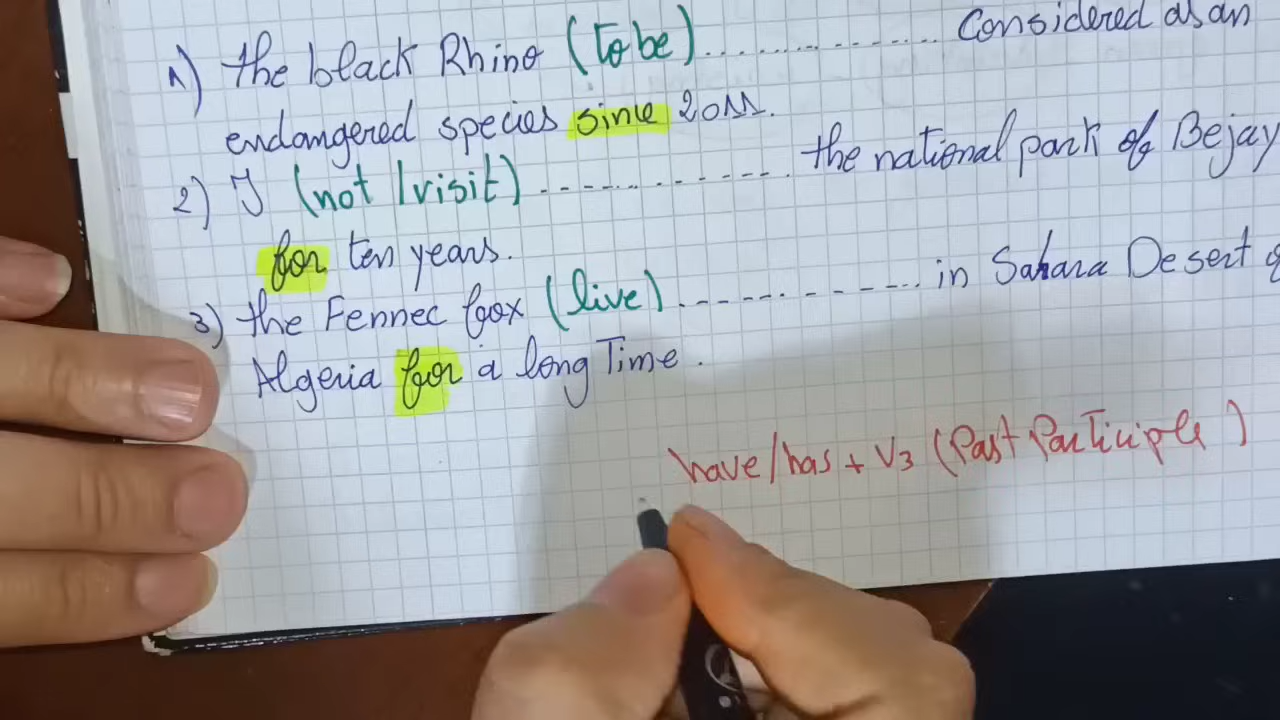 1) the black Rhino (to be) .................. Considered as an
endangered species since 2011.
2) I (not / visit) .................. the national park of Bejay
for ten years.
3) the Fennec fox (live) .................. in Sahara Desert of
Algeria for a long Time.
have/has + V3 (Past Participle)